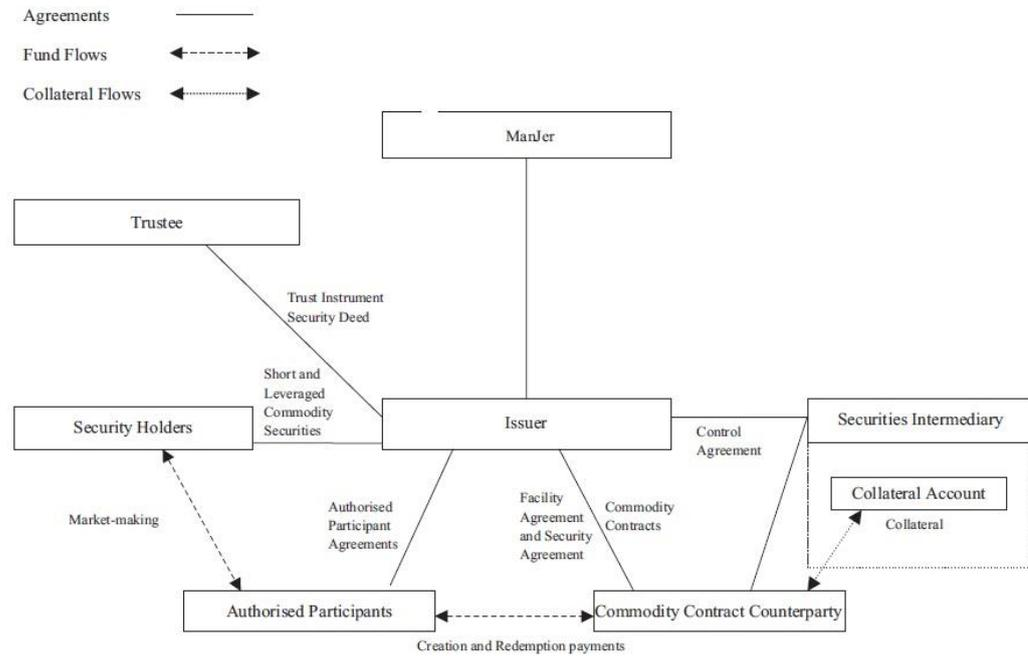 Agreements
Fund Flows
Collateral Flows
ManJer
Trustee
Trust Instrument
Security Deed
Short and
Leveraged
Commodity
Securities
Security Holders
Issuer
Securities Intermediary
Control
Agreement
Collateral Account
Collateral
Market-making
Authorised
Participant
Agreements
Facility
Agreement
and Security
Agreement
Commodity
Contracts
Authorised Participants
Commodity Contract Counterparty
Creation and Redemption payments